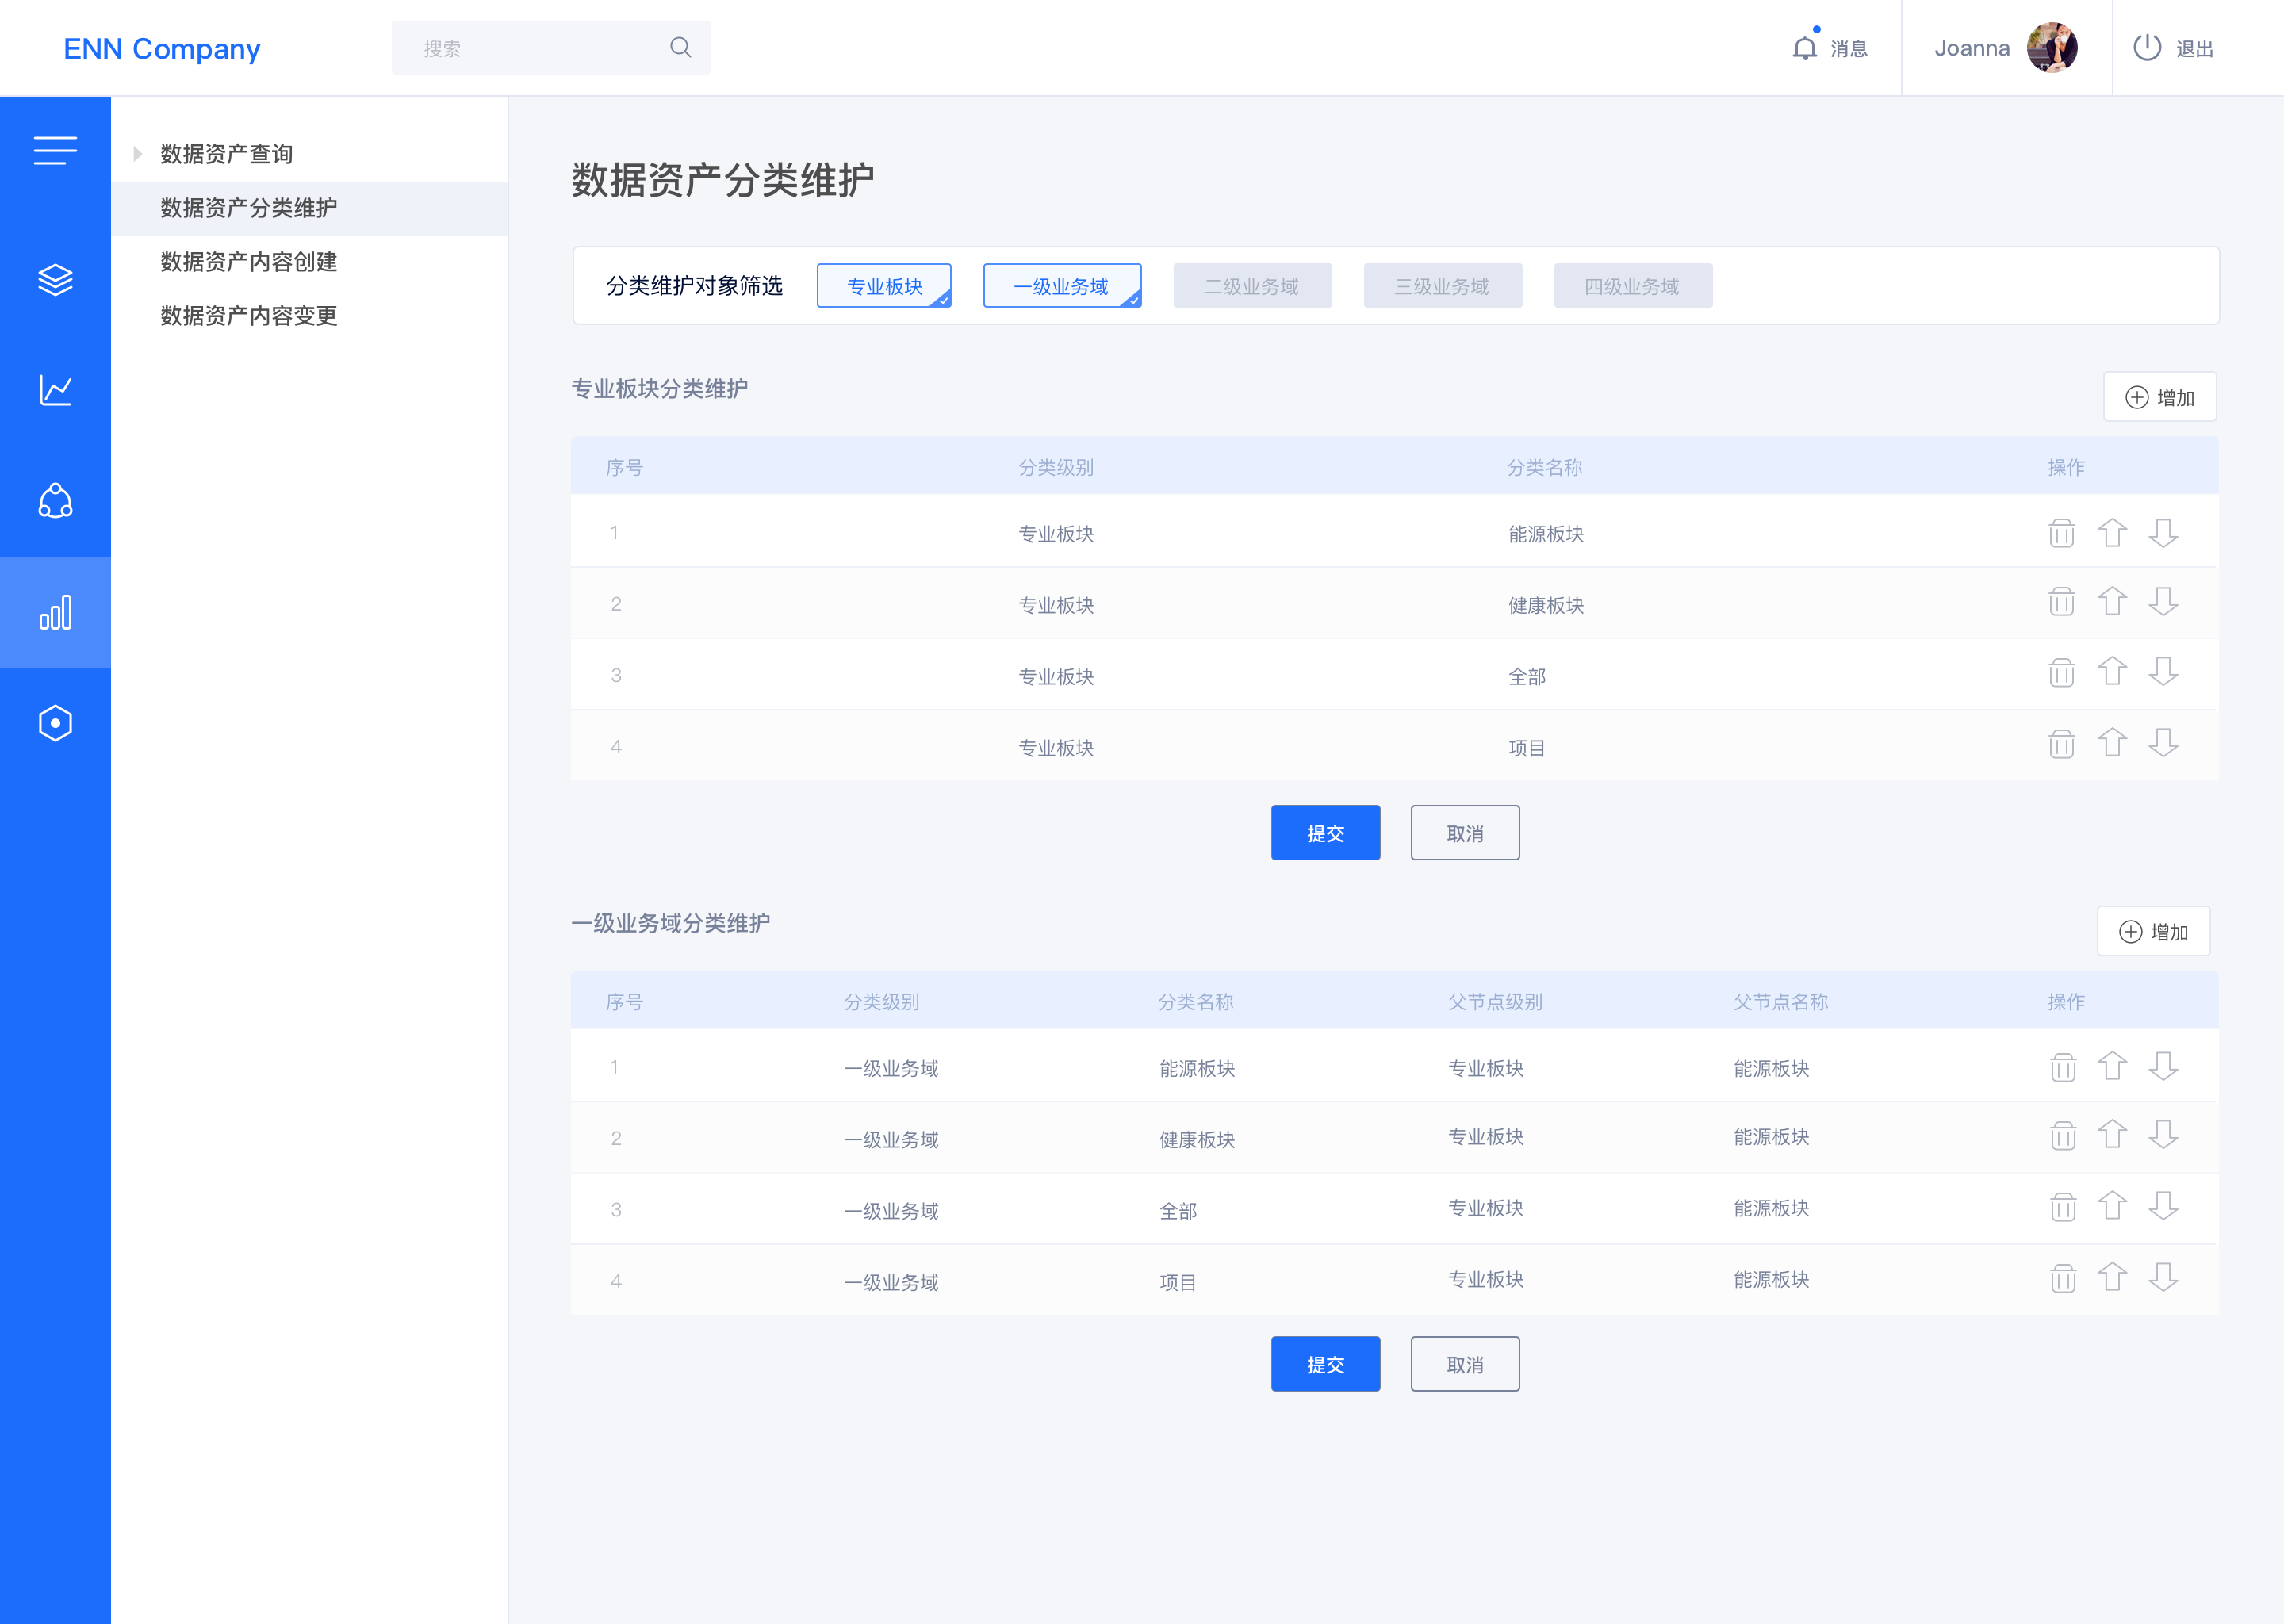 ENN Company
搜索
消息
Joanna
退出
数据资产查询
数据资产分类维护
数据资产内容创建
数据资产内容变更
数据资产分类维护
分类维护对象筛选 专业板块 一级业务域 二级业务域 三级业务域 四级业务域
专业板块分类维护
增加
序号 分类级别 分类名称 操作
1 专业板块 能源板块
2 专业板块 健康板块
3 专业板块 全部
4 专业板块 项目
提交 取消
一级业务域分类维护
增加
序号 分类级别 分类名称 父节点级别 父节点名称 操作
1 一级业务域 能源板块 专业板块 能源板块
2 一级业务域 健康板块 专业板块 能源板块
3 一级业务域 全部 专业板块 能源板块
4 一级业务域 项目 专业板块 能源板块
提交 取消